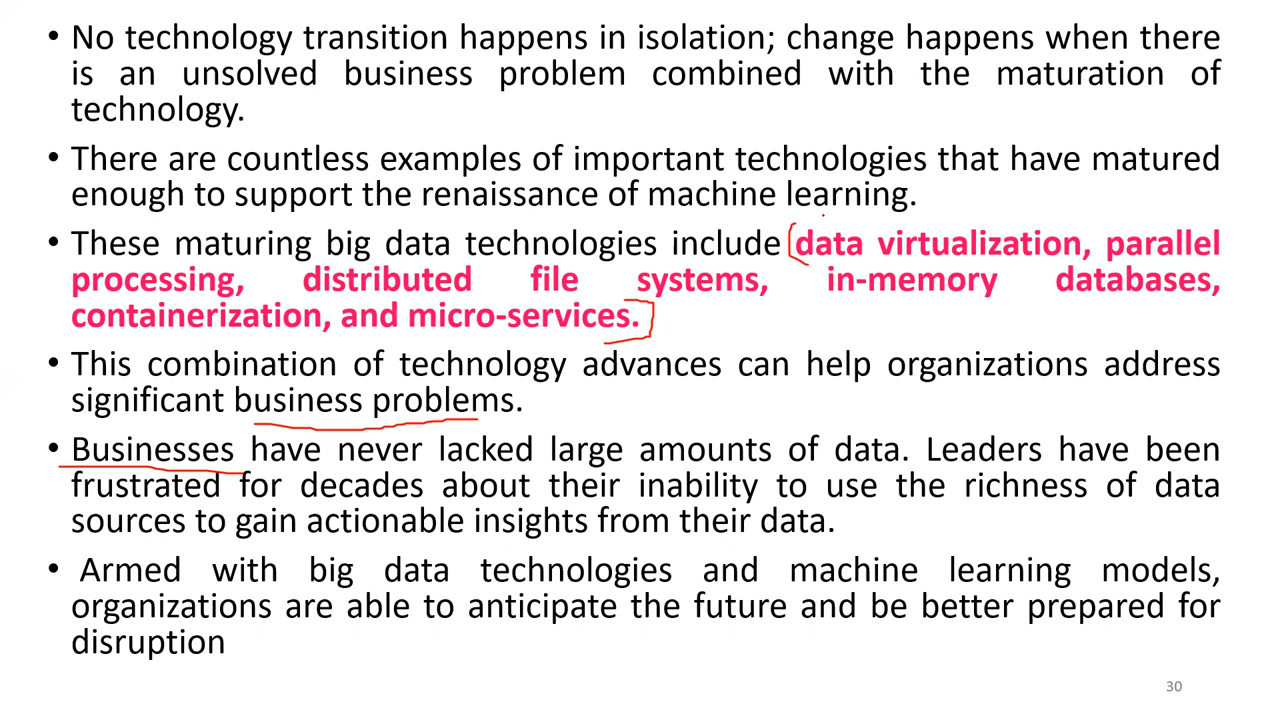 • No technology transition happens in isolation; change happens when there
is an unsolved business problem combined with the maturation of
technology.
• There are countless examples of important technologies that have matured
enough to support the renaissance of machine learning.
• These maturing big data technologies include data virtualization, parallel
processing, distributed file systems, in-memory databases,
containerization, and micro-services.
• This combination of technology advances can help organizations address
significant business problems.
• Businesses have never lacked large amounts of data. Leaders have been
frustrated for decades about their inability to use the richness of data
sources to gain actionable insights from their data.
• Armed with big data technologies and machine learning models,
organizations are able to anticipate the future and be better prepared for
disruption
30